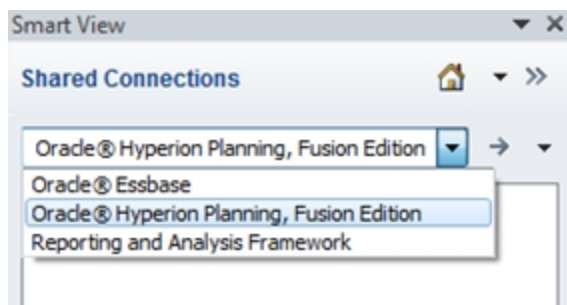 Smart View
Shared Connections
Oracle® Hyperion Planning, Fusion Edition
Oracle® Essbase
Oracle® Hyperion Planning, Fusion Edition
Reporting and Analysis Framework